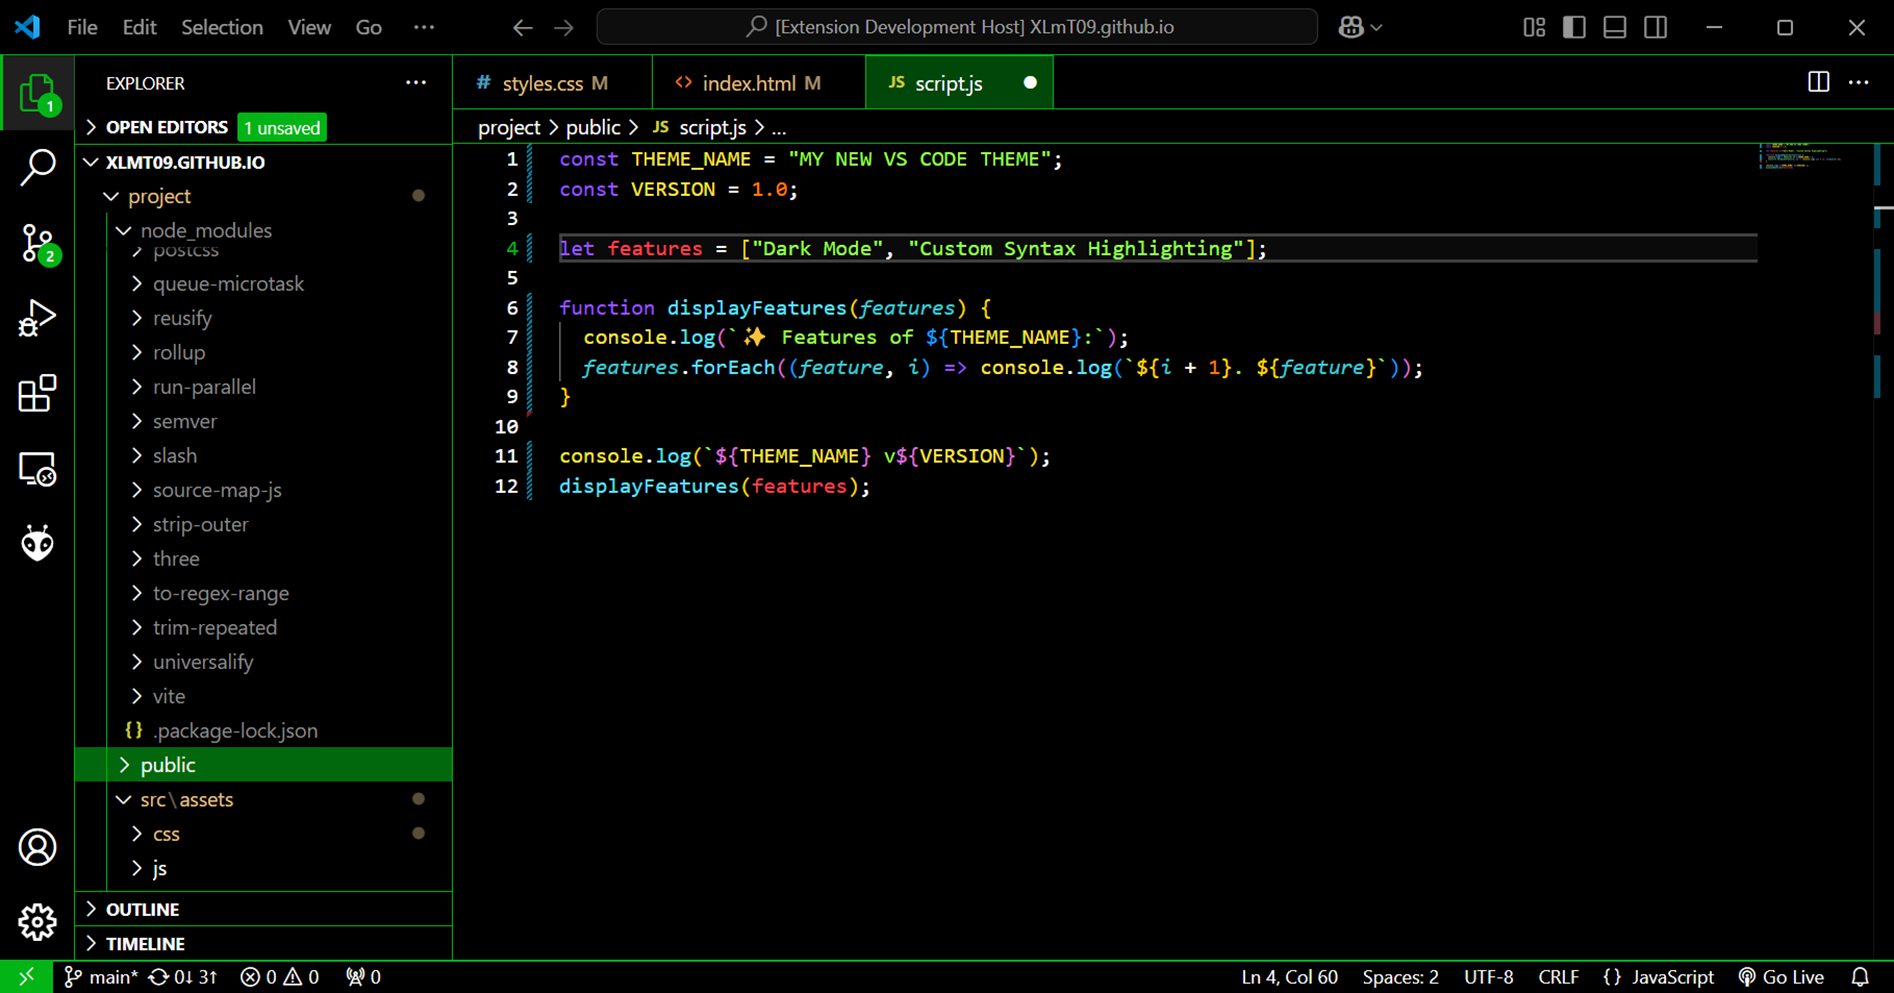 File Edit Selection View Go ···
[Extension Development Host] XLmT09.github.io
EXPLORER
OPEN EDITORS 1 unsaved
XLMT09.GITHUB.IO
project
node_modules
postcss
queue-microtask
reusify
rollup
run-parallel
semver
slash
source-map-js
strip-outer
three
to-regex-range
trim-repeated
universalify
vite
{} .package-lock.json
public
src\assets
css
js
OUTLINE
TIMELINE
1
2
# styles.css M
<> index.html M
JS script.js
project > public > JS script.js > ...
1 const THEME_NAME = "MY NEW VS CODE THEME";
2 const VERSION = 1.0;
3
4 let features = ["Dark Mode", "Custom Syntax Highlighting"];
5
6 function displayFeatures(features) {
7 console.log(`✨ Features of ${THEME_NAME}:`);
8 features.forEach((feature, i) => console.log(`${i + 1}. ${feature}`));
9 }
10
11 console.log(`${THEME_NAME} v${VERSION}`);
12 displayFeatures(features);
main* 0↓ 3↑ 0 0 0
Ln 4, Col 60 Spaces: 2 UTF-8 CRLF {} JavaScript Go Live